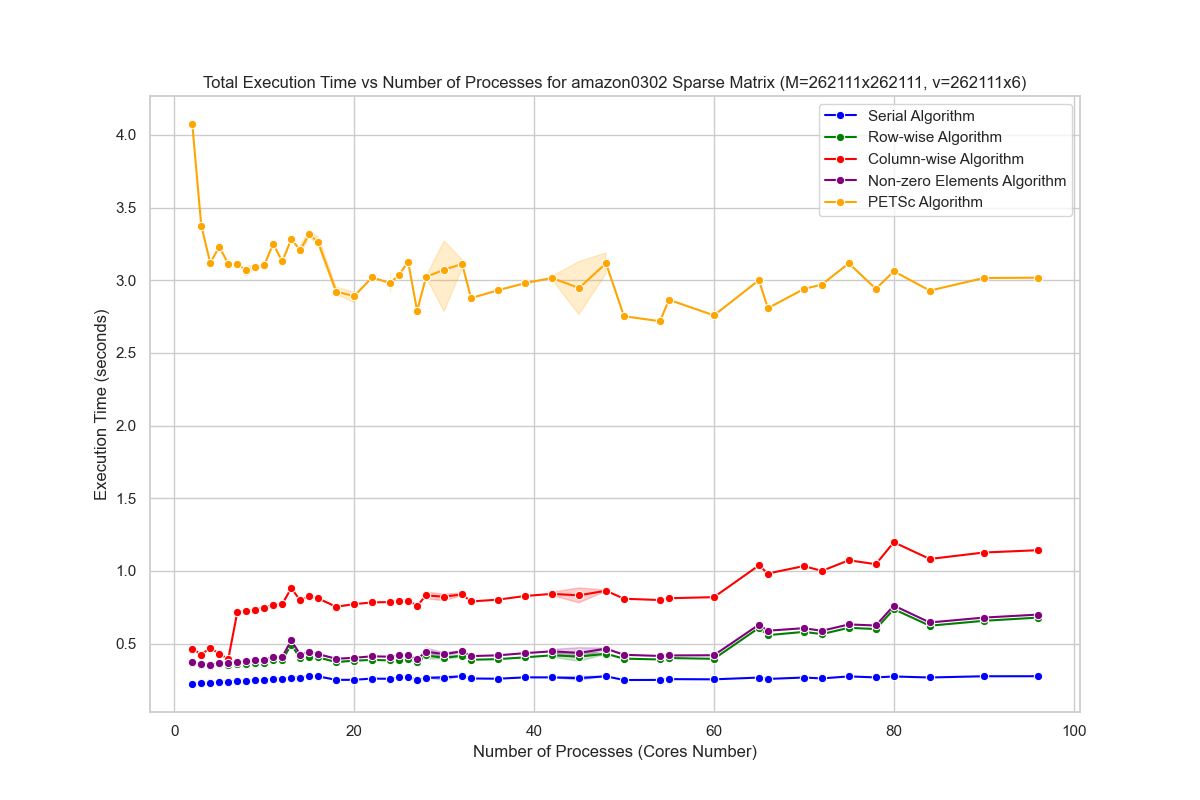 Total Execution Time vs Number of Processes for amazon0302 Sparse Matrix (M=262111x262111, v=262111x6)
Serial Algorithm
Row-wise Algorithm
Column-wise Algorithm
Non-zero Elements Algorithm
PETSc Algorithm
Execution Time (seconds)
4.0
3.5
3.0
2.5
2.0
1.5
1.0
0.5
0 20 40 60 80 100
Number of Processes (Cores Number)